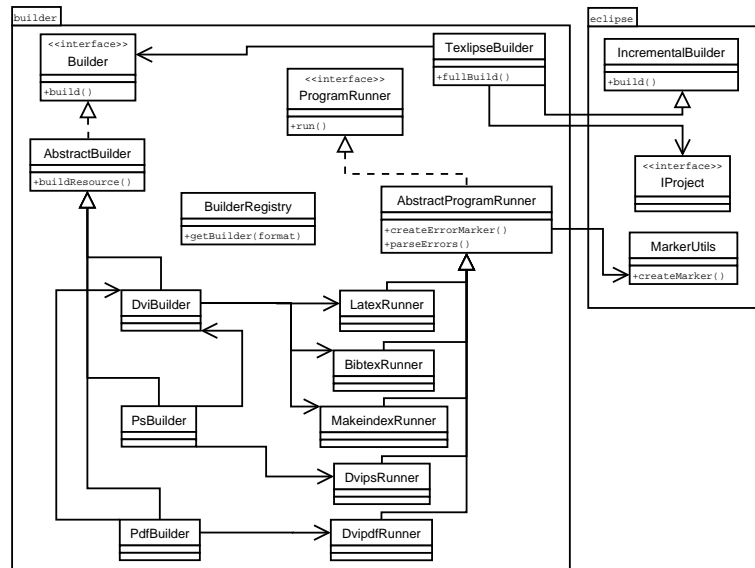 builder
eclipse
<<interface>>
Builder
+build()
TexlipseBuilder
+fullBuild()
IncrementalBuilder
+build()
<<interface>>
ProgramRunner
+run()
AbstractBuilder
+buildResource()
<<interface>>
IProject
BuilderRegistry
+getBuilder(format)
AbstractProgramRunner
+createErrorMarker()
+parseErrors()
MarkerUtils
+createMarker()
DviBuilder
LatexRunner
BibtexRunner
PsBuilder
MakeindexRunner
DvipsRunner
PdfBuilder
DvipdfRunner